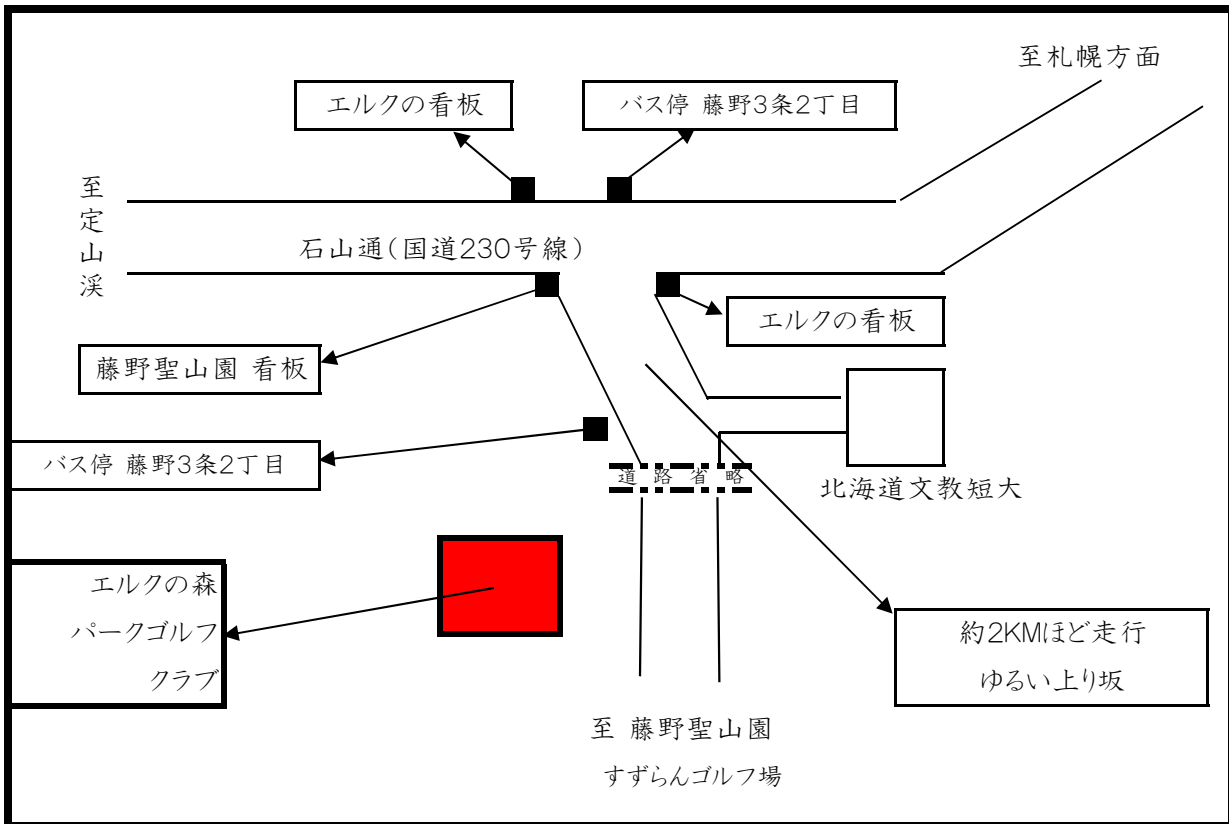 至札幌方面
エルクの看板
バス停 藤野3条2丁目
至定山渓
石山通(国道230号線)
エルクの看板
藤野聖山園 看板
バス停 藤野3条2丁目
道路省略
北海道文教短大
エルクの森
パークゴルフ
クラブ
約2KMほど走行
ゆるい上り坂
至 藤野聖山園
すずらんゴルフ場